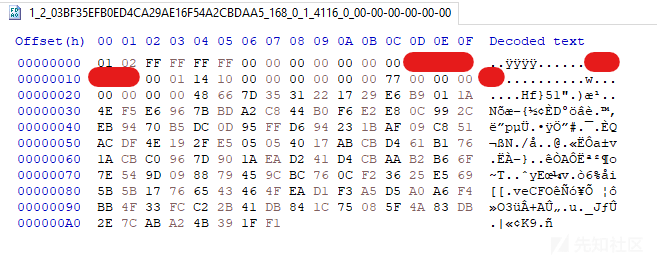 1_2_03BF35EFB0ED4CA29AE16F54A2CBDAA5_168_0_1_4116_0_00-00-00-00-00-00
Offset(h) 00 01 02 03 04 05 06 07 08 09 0A 0B 0C 0D 0E 0F Decoded text
00000000 01 02 FF FF FF FF 00 00 00 00 00 00 00 ..ÿÿÿÿ.......
00000010 00 01 14 10 00 00 00 00 00 77 00 00 00 ..........w...
00000020 00 00 00 00 48 66 7D 35 31 22 17 29 E6 B9 01 1A ....Hf}51".)æ¹..
00000030 4E F5 E6 96 7B BD A2 C8 44 B0 F6 E2 E8 0C 99 2C Nõæ–{½¢ÈD°öâè.™,
00000040 EB 94 70 B5 DC 0D 95 FF D6 94 23 1B AF 09 C8 51 ë”pµÜ.•ÿÖ”#.¯.ÈQ
00000050 AC DF 4E 19 2F E5 05 05 40 17 AB CB D4 61 B1 76 ¬ßN./å..@.«ËÔa±v
00000060 1A CB C0 96 7D 90 1A EA D2 41 D4 CB AA B2 B6 6F .ËÀ–}..êÒAÔËª²¶o
00000070 7E 54 9D 09 88 79 45 9C BC 76 0C F2 36 25 E5 69 ~T..ˆyEœ¼v.ò6%åi
00000080 5B 5B 17 76 65 43 46 4F EA D1 F3 A5 D5 A0 A6 F4 [[.veCFOêÑó¥Õ ¦ô
00000090 BB 4F 33 FC C2 2B 41 DB 84 1C 75 08 5F 4A 83 DB »O3üÂ+AÛ„.u._JƒÛ
000000A0 2E 7C AB A2 4B 39 1F F1 .|«¢K9.ñ
先知社区